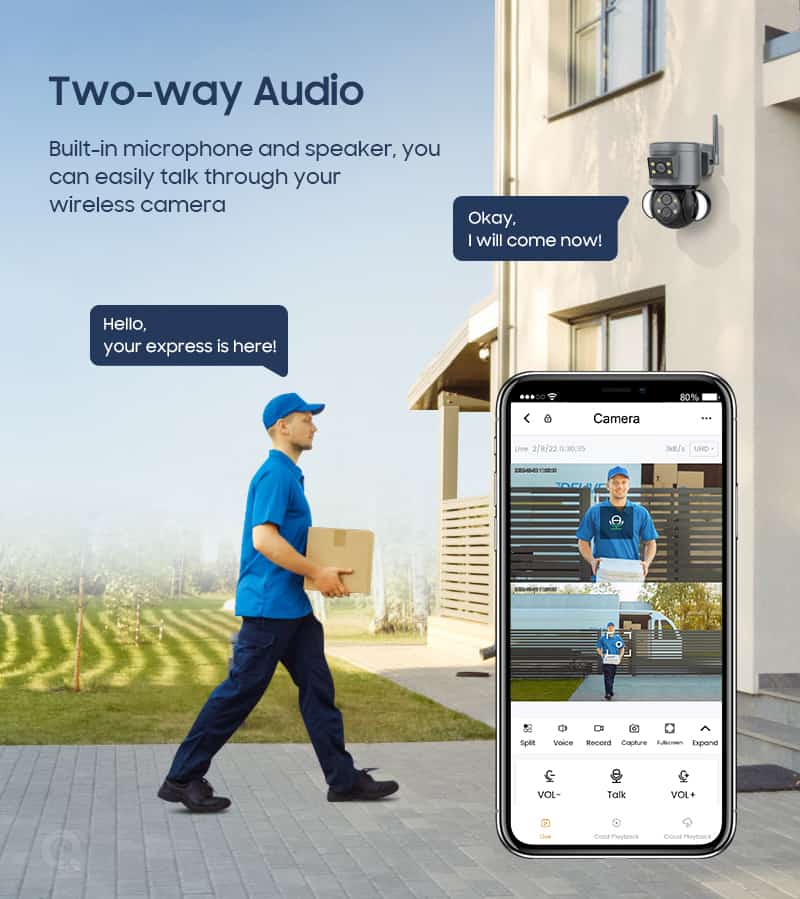 Two-way Audio
Built-in microphone and speaker, you
can easily talk through your
wireless camera
Okay,
I will come now!
Hello,
your express is here!
80%
Camera
Live 2/8/22 0:30:35
UHD
Split Voice Record Capture Fullscreen Expand
VOL- Talk VOL+
Live Card Playback Cloud Playback